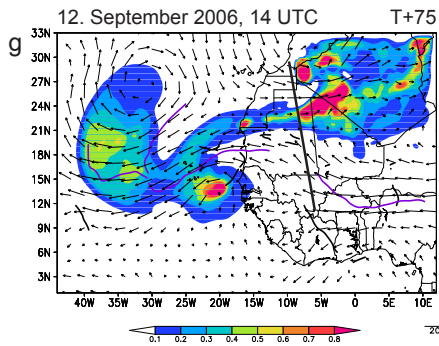 12. September 2006, 14 UTC T+75
g
33N
30N
27N
24N
21N
18N
15N
12N
9N
6N
3N
40W 35W 30W 25W 20W 15W 10W 5W 0 5E 10E
0.1 0.2 0.3 0.4 0.5 0.6 0.7 0.8
20